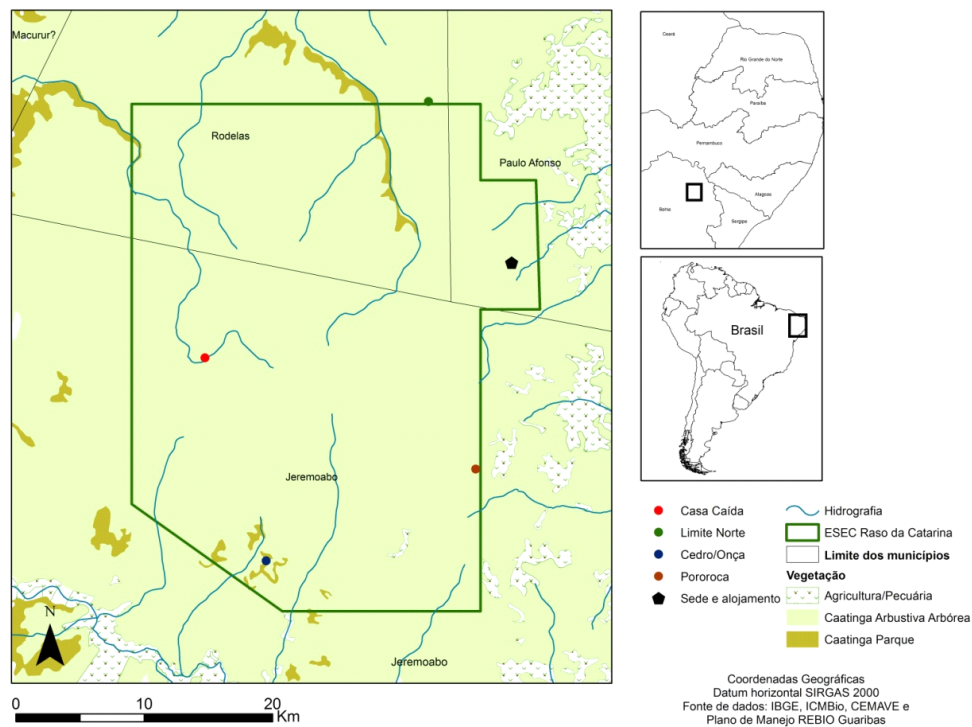 Macurur?
Rodelas
Paulo Afonso
Jeremoabo
Jeremoabo
N
0 10 20
Km
Ceará
Rio Grande do Norte
Paraíba
Pernambuco
Alagoas
Bahia
Sergipe
Brasil
Casa Caída
Limite Norte
Cedro/Onça
Pororoca
Sede e alojamento
Hidrografia
ESEC Raso da Catarina
Limite dos municípios
Vegetação
Agricultura/Pecuária
Caatinga Arbustiva Arbórea
Caatinga Parque
Coordenadas Geográficas
Datum horizontal SIRGAS 2000
Fonte de dados: IBGE, ICMBio, CEMAVE e
Plano de Manejo REBIO Guaribas